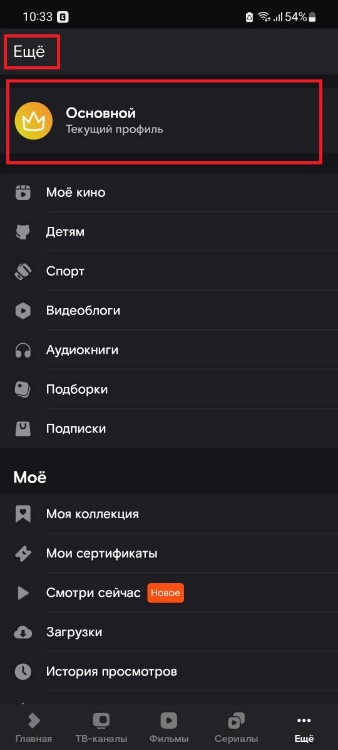 10:33 54%
Ещё
Основной
Текущий профиль
Моё кино
Детям
Спорт
Видеоблоги
Аудиокниги
Подборки
Подписки
Моё
Моя коллекция
Мои сертификаты
Смотри сейчас Новое
Загрузки
История просмотров
Главная ТВ-каналы Фильмы Сериалы Ещё